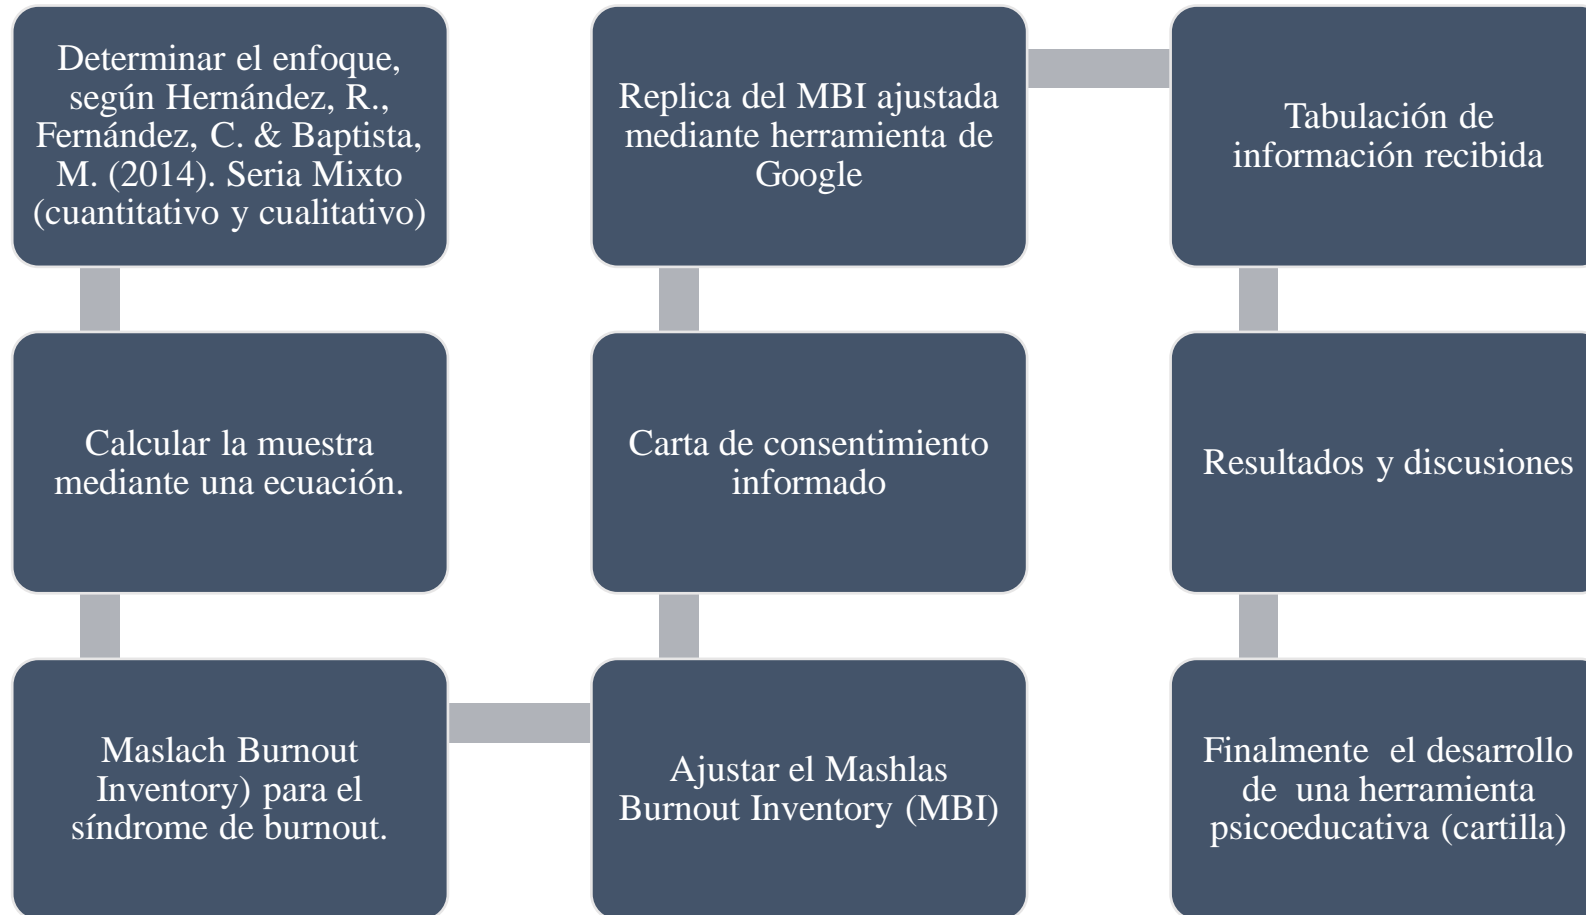 Determinar el enfoque,
según Hernández, R.,
Fernández, C. & Baptista,
M. (2014). Seria Mixto
(cuantitativo y cualitativo)
Calcular la muestra
mediante una ecuación.
Maslach Burnout
Inventory) para el
síndrome de burnout.
Ajustar el Mashlas
Burnout Inventory (MBI)
Carta de consentimiento
informado
Replica del MBI ajustada
mediante herramienta de
Google
Tabulación de
información recibida
Resultados y discusiones
Finalmente el desarrollo
de una herramienta
psicoeducativa (cartilla)